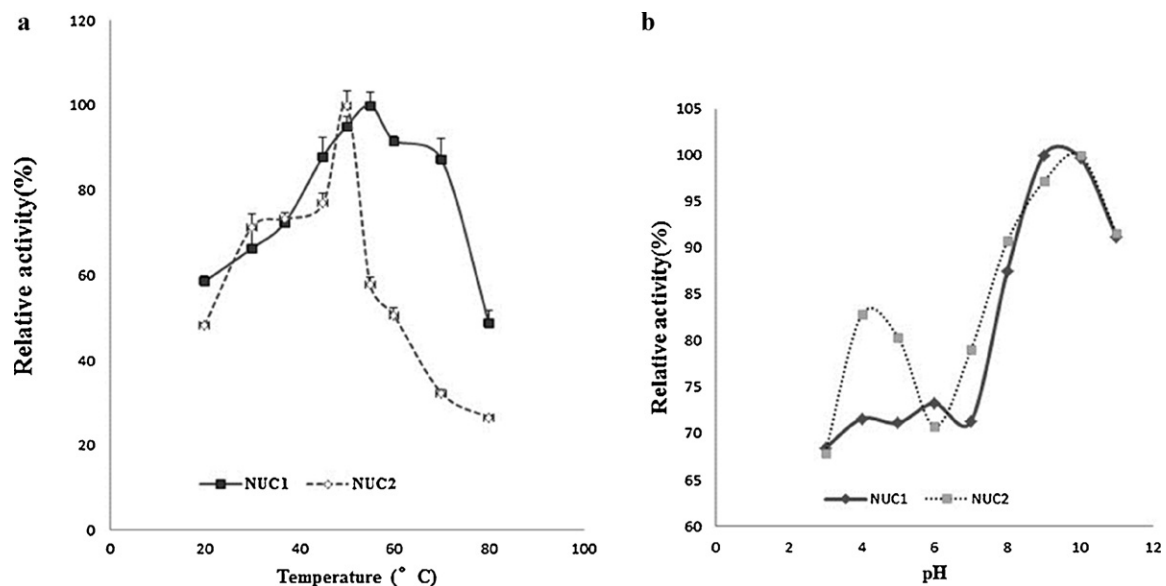 a
120
100
80
60
40
20
0
Relative activity(%)
NUC1 NUC2
0 20 40 60 80 100
Temperature (° C)
b
105
100
95
90
85
80
75
70
65
60
Relative activity(%)
NUC1 NUC2
0 2 4 6 8 10 12
pH